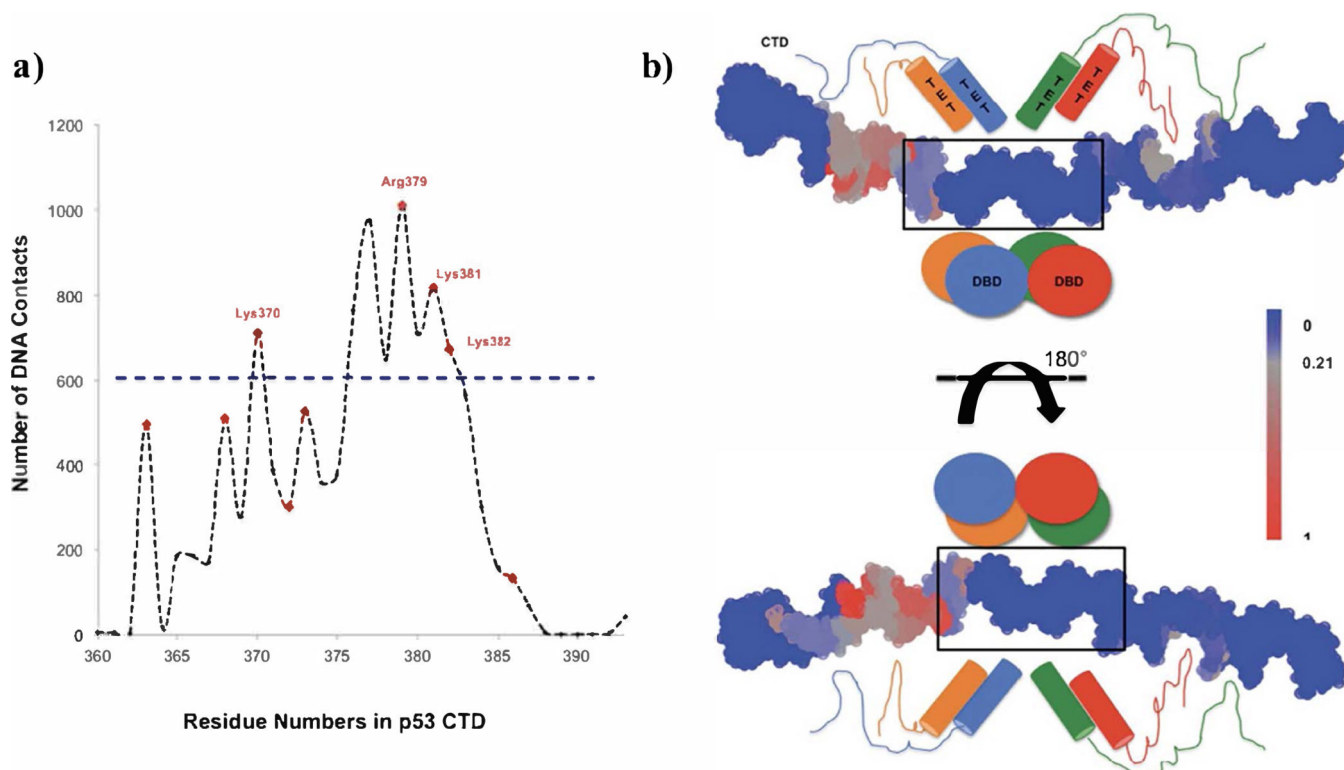 a)
1200
1000
800
600
400
200
0
Number of DNA Contacts
Arg379
Lys381
Lys370
Lys382
360 365 370 375 380 385 390
Residue Numbers in p53 CTD
b)
CTD
TET TET TET TET
DBD DBD
0
0.21
1
180°